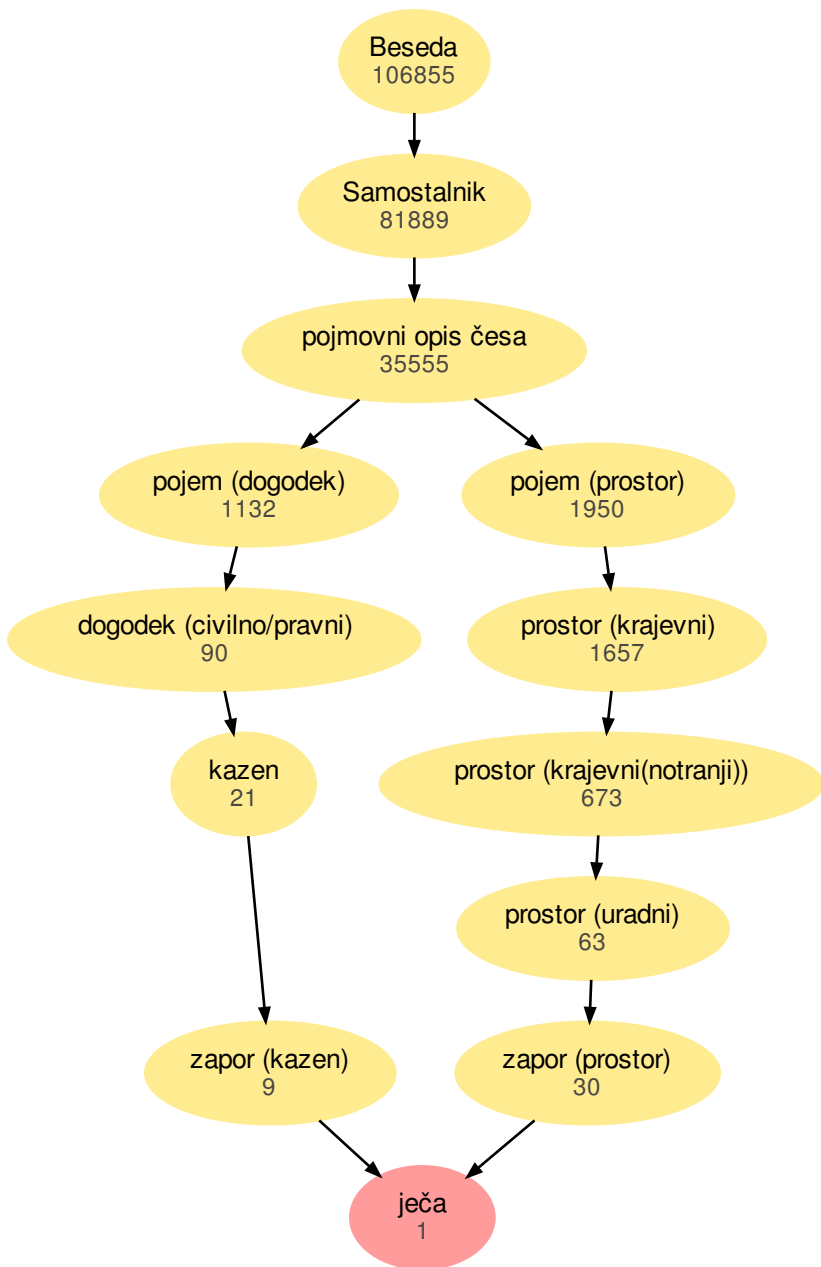 Beseda
106855
Samostalnik
81889
pojmovni opis česa
35555
pojem (dogodek)
1132
pojem (prostor)
1950
dogodek (civilno/pravni)
90
prostor (krajevni)
1657
kazen
21
prostor (krajevni(notranji))
673
prostor (uradni)
63
zapor (kazen)
9
zapor (prostor)
30
ječa
1